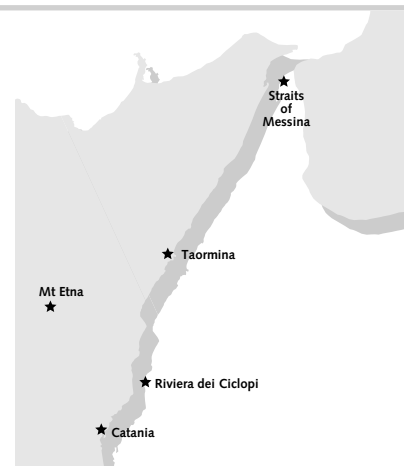 Straits
of
Messina
Taormina
Mt Etna
Riviera dei Ciclopi
Catania